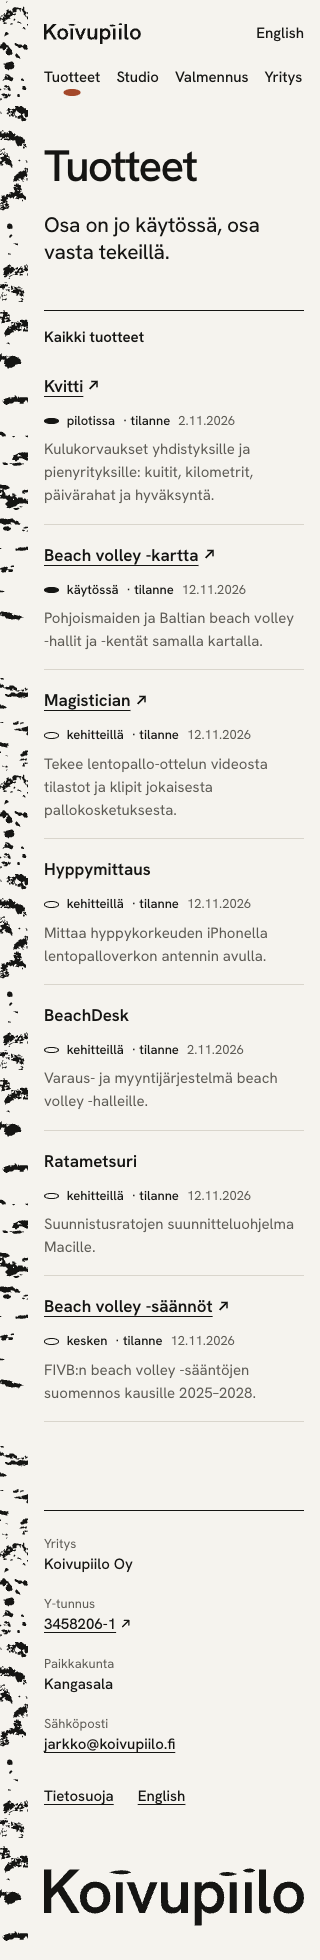 Koivupiilo
English
Tuotteet Studio Valmennus Yritys
Tuotteet
Osa on jo käytössä, osa
vasta tekeillä.
Kaikki tuotteet
Kvitti ↗
pilotissa · tilanne 2.11.2026
Kulukorvaukset yhdistyksille ja
pienyrityksille: kuitit, kilometrit,
päivärahat ja hyväksyntä.
Beach volley -kartta ↗
käytössä · tilanne 12.11.2026
Pohjoismaiden ja Baltian beach volley
-hallit ja -kentät samalla kartalla.
Magistician ↗
kehitteillä · tilanne 12.11.2026
Tekee lentopallo-ottelun videosta
tilastot ja klipit jokaisesta
pallokosketuksesta.
Hyppymittaus
kehitteillä · tilanne 12.11.2026
Mittaa hyppykorkeuden iPhonella
lentopalloverkon antennin avulla.
BeachDesk
kehitteillä · tilanne 2.11.2026
Varaus- ja myyntijärjestelmä beach
volley -halleille.
Ratametsuri
kehitteillä · tilanne 12.11.2026
Suunnistusratojen suunnitteluohjelma
Macille.
Beach volley -säännöt ↗
kesken · tilanne 12.11.2026
FIVB:n beach volley -sääntöjen
suomennos kausille 2025–2028.
Yritys
Koivupiilo Oy
Y-tunnus
3458206-1 ↗
Paikkakunta
Kangasala
Sähköposti
jarkko@koivupiilo.fi
Tietosuoja English
Koivupiilo